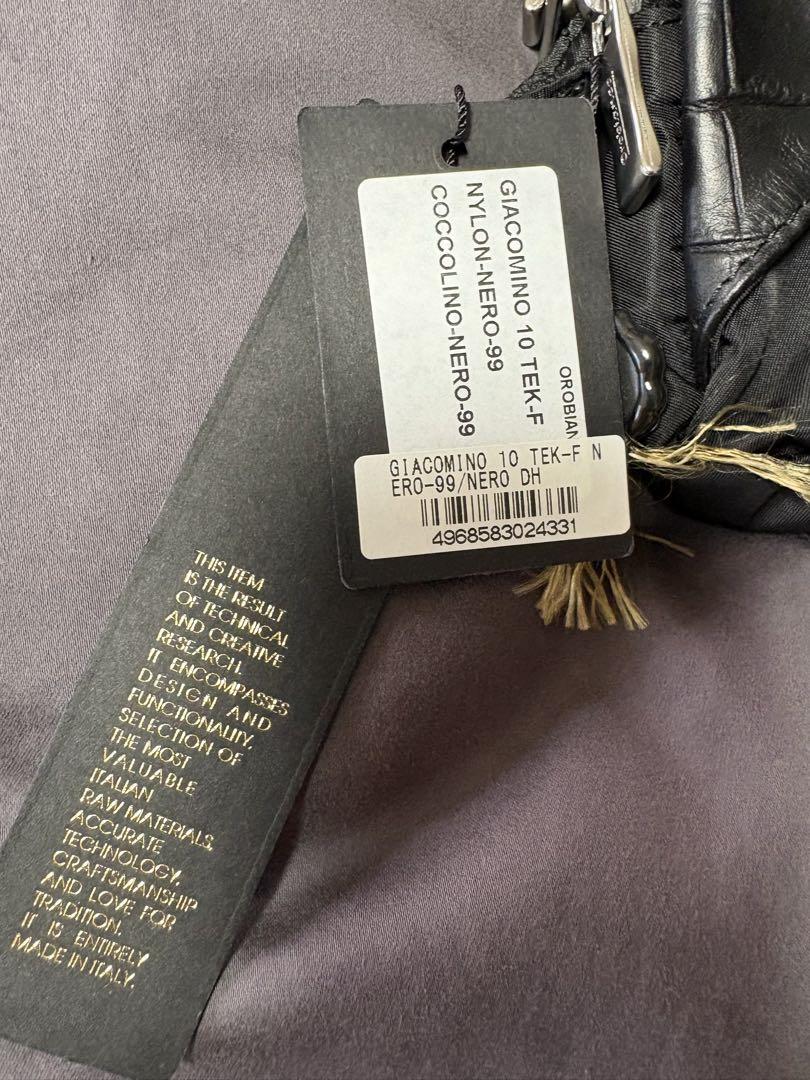 GIACOMINO 10 TEK-F
NYLON-NERO-99
COCCOLINO-NERO-99
GIACOMINO 10 TEK-F N
ERO-99/NERO DH
4968583024331
THIS ITEM
IS THE RESULT
OF TECHNICAL
AND CREATIVE
RESEARCH.
IT ENCOMPASSES
DESIGN AND
FUNCTIONALITY,
SELECTION OF
THE MOST
VALUABLE
ITALIAN
RAW MATERIALS,
ACCURATE
TECHNOLOGY,
CRAFTSMANSHIP
AND LOVE FOR
TRADITION.
IT IS ENTIRELY
MADE IN ITALY.